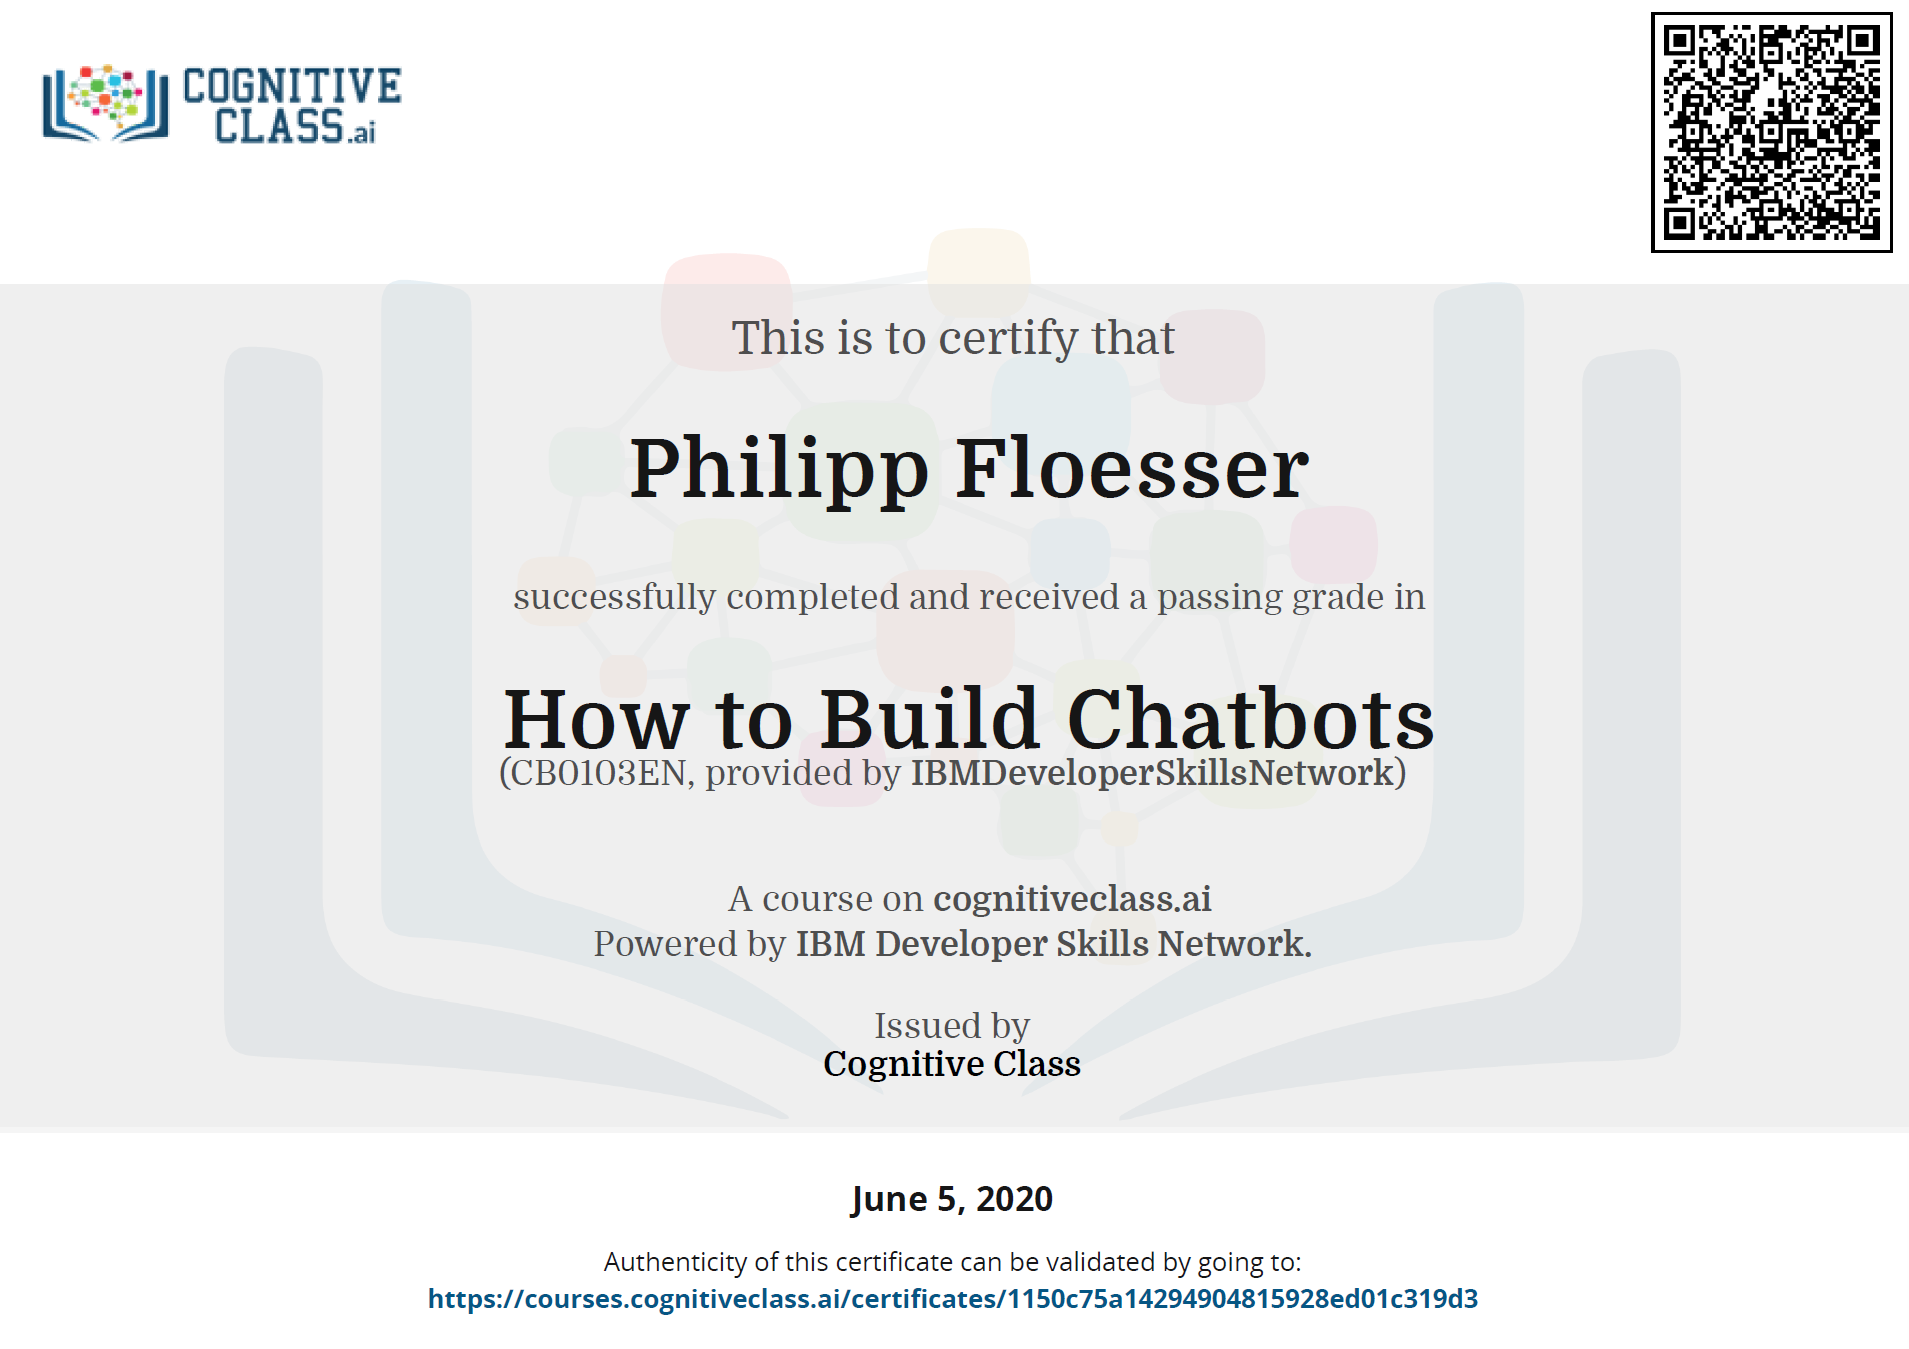 COGNITIVE
CLASS.ai
This is to certify that
Philipp Floesser
successfully completed and received a passing grade in
How to Build Chatbots
(CB0103EN, provided by IBMDeveloperSkillsNetwork)
A course on cognitiveclass.ai
Powered by IBM Developer Skills Network.
Issued by
Cognitive Class
June 5, 2020
Authenticity of this certificate can be validated by going to:
https://courses.cognitiveclass.ai/certificates/1150c75a14294904815928ed01c319d3